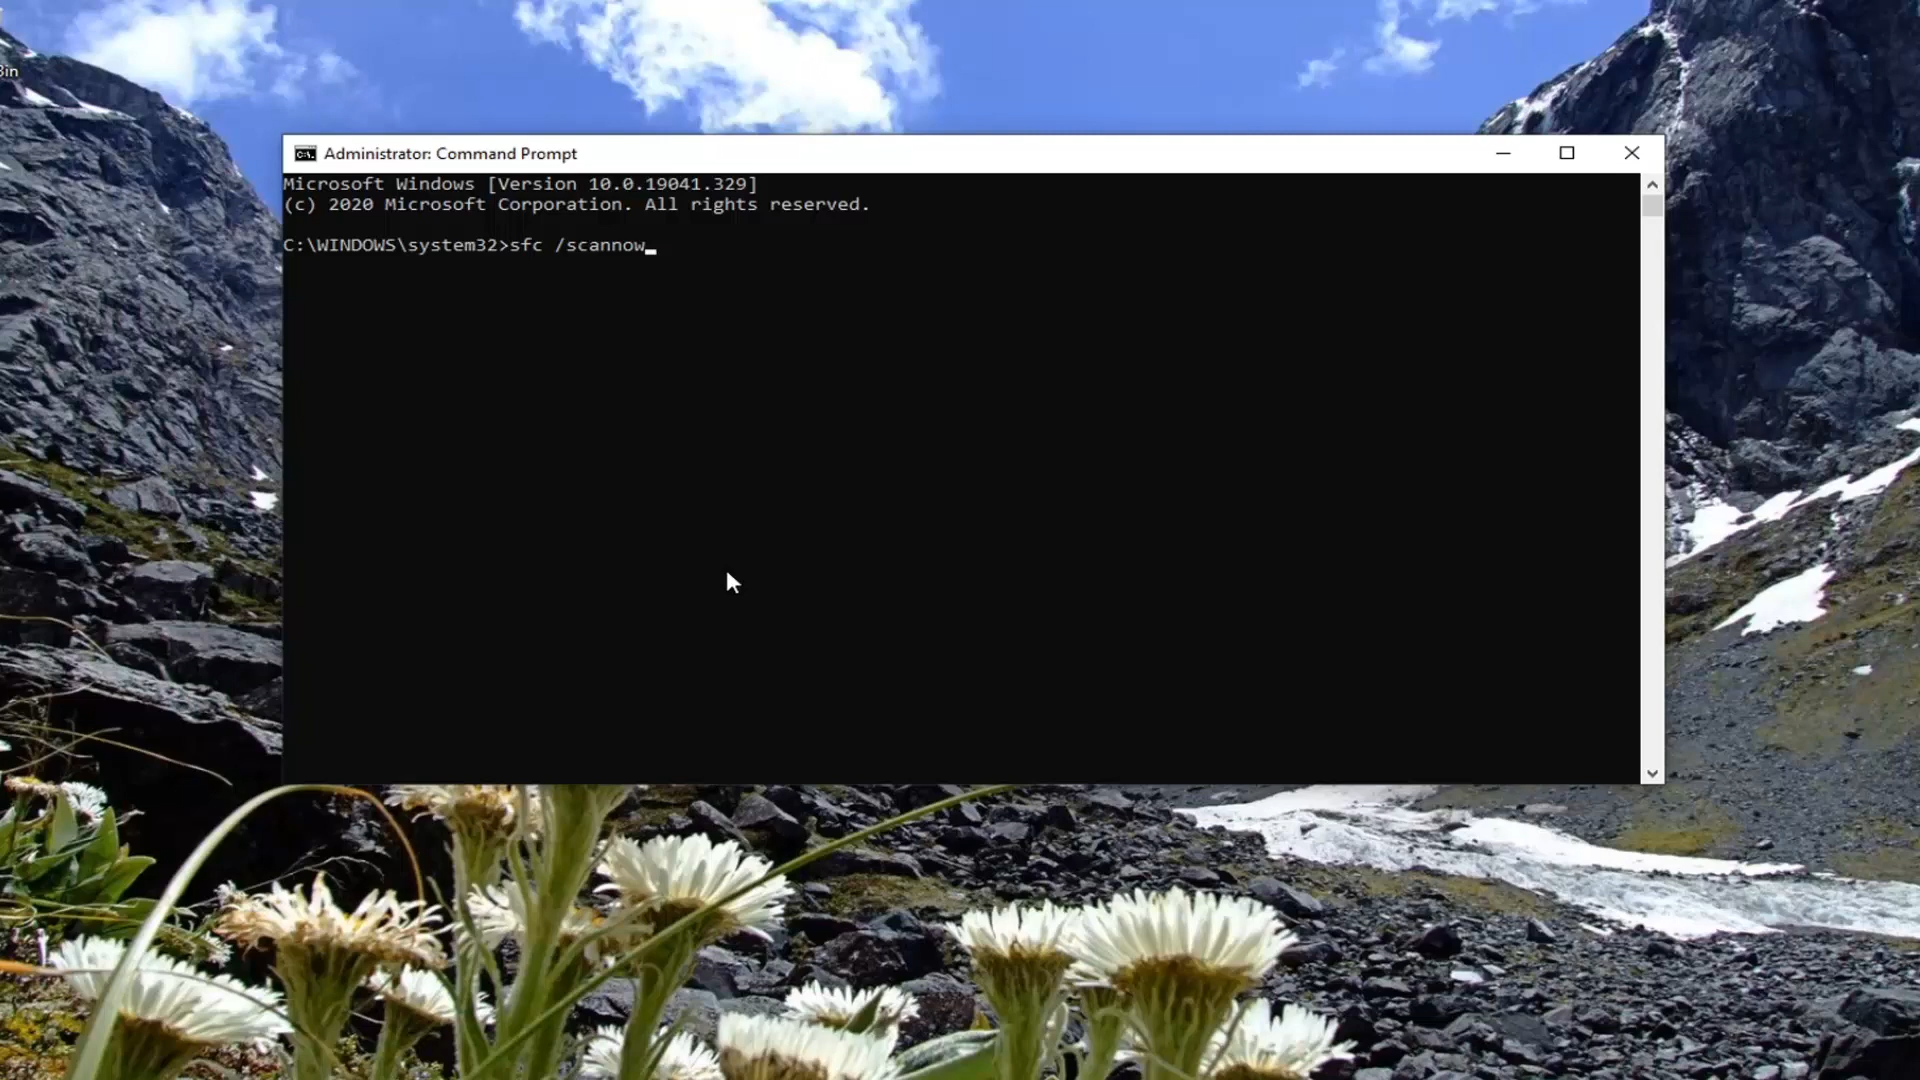 Bin
Administrator: Command Prompt
Microsoft Windows [Version 10.0.19041.329]
(c) 2020 Microsoft Corporation. All rights reserved.
C:\WINDOWS\system32>sfc /scannow